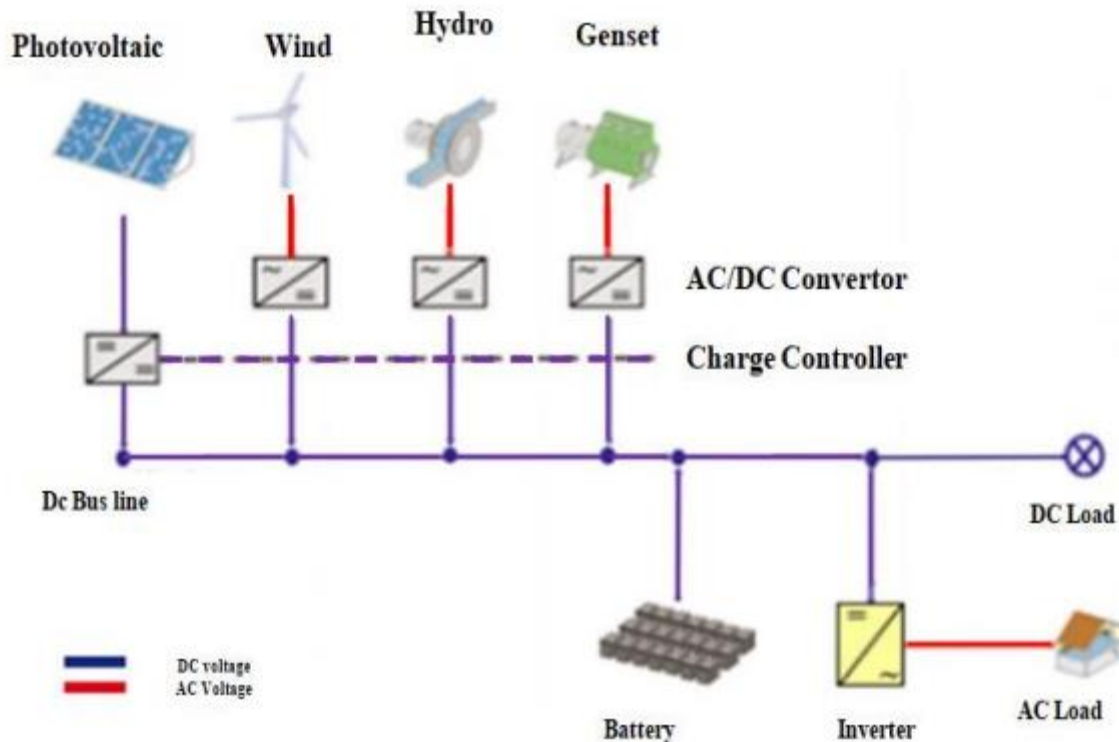 Hydro
Genset
Photovoltaic
Wind
AC/DC Convertor
Charge Controller
Dc Bus line
DC Load
DC voltage
AC Voltage
AC Load
Battery
Inverter